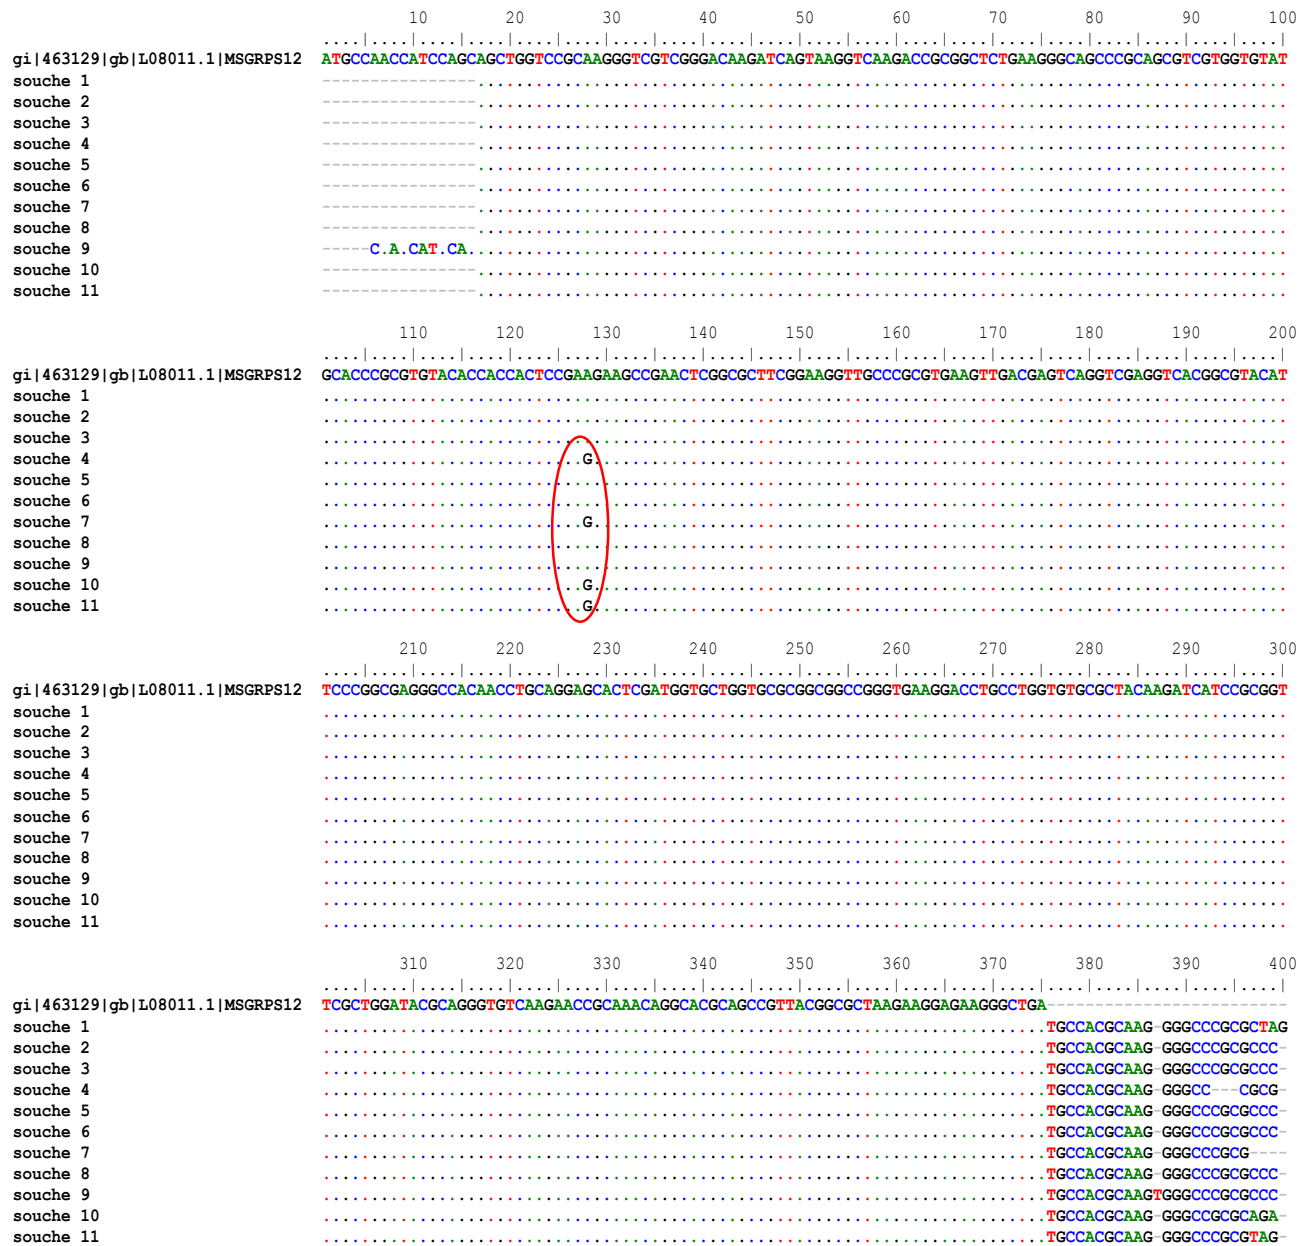 10 20 30 40 50 60 70 80 90 100
gi|463129|gb|L08011.1|MSGRPS12 ATGCCAACCATCCAGCAGCTGGTCCGCAAGGGTCGTCGGGACAAGATCAGTAAGGTCAAGACCGCGGCTCTGAAGGGCAGCCCGCAGCGTCGTGGTGTAT
souche 1
souche 2
souche 3
souche 4
souche 5
souche 6
souche 7
souche 8
souche 9 -----C.A.CAT.CA.
souche 10
souche 11
110 120 130 140 150 160 170 180 190 200
gi|463129|gb|L08011.1|MSGRPS12 GCACCCGCGTGTACACCACCACTCCGAAGAAGCCGAACTCGGCGCTTCGGAAGGTTGCCCGCGTGAAGTTGACGAGTCAGGTCGAGGTCACGGCGTACAT
souche 1
souche 2
souche 3
souche 4 G
souche 5
souche 6
souche 7 G
souche 8
souche 9
souche 10 G
souche 11 G
210 220 230 240 250 260 270 280 290 300
gi|463129|gb|L08011.1|MSGRPS12 TCCCGGCGAGGGCCACAACCTGCAGGAGCACTCGATGGTGCTGGTGCGCGGCGGCCGGGTGAAGGACCTGCCTGGTGTGCGCTACAAGATCATCCGCGGT
souche 1
souche 2
souche 3
souche 4
souche 5
souche 6
souche 7
souche 8
souche 9
souche 10
souche 11
310 320 330 340 350 360 370 380 390 400
gi|463129|gb|L08011.1|MSGRPS12 TCGCTGGATACGCAGGGTGTCAAGAACCGCAAACAGGCACGCAGCCGTTACGGCGCTAAGAAGGAGAAGGGCTGA-------------------------
souche 1 TGCCACGCAAG-GGGCCCGCGCTAG
souche 2 TGCCACGCAAG-GGGCCCGCGCCC-
souche 3 TGCCACGCAAG-GGGCCCGCGCCC-
souche 4 TGCCACGCAAG-GGGCC---CGCG-
souche 5 TGCCACGCAAG-GGGCCCGCGCCC-
souche 6 TGCCACGCAAG-GGGCCCGCGCCC-
souche 7 TGCCACGCAAG-GGGCCCGCG----
souche 8 TGCCACGCAAG-GGGCCCGCGCCC-
souche 9 TGCCACGCAAGTGGGCCCGCGCCC-
souche 10 TGCCACGCAAG-GGGCCGCGCAGA-
souche 11 TGCCACGCAAG-GGGCCCGCGTAG-